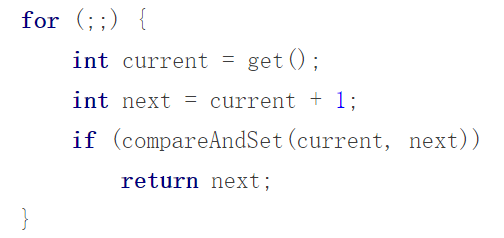 for (;;) {
    int current = get();
    int next = current + 1;
    if (compareAndSet(current, next))
        return next;
}